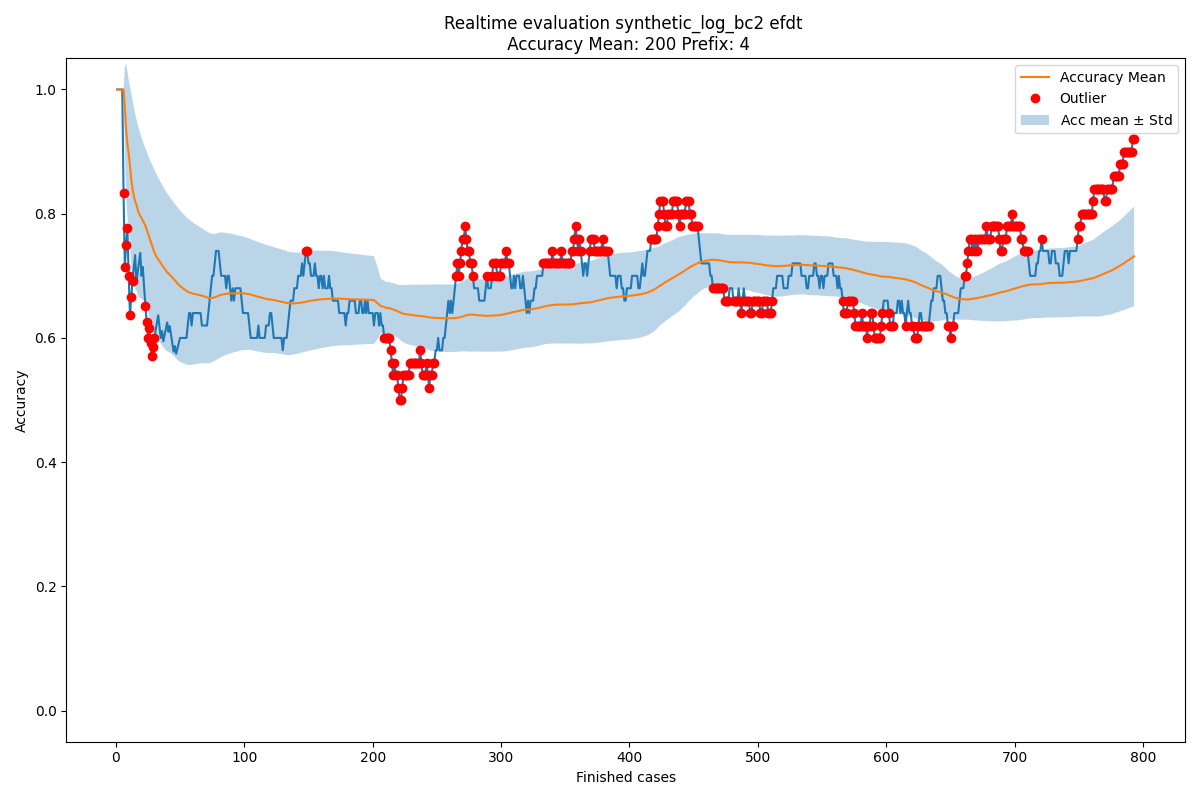 Realtime evaluation synthetic_log_bc2 efdt
Accuracy Mean: 200 Prefix: 4
Accuracy Mean
Outlier
Acc mean ± Std
1.0
0.8
0.6
0.4
0.2
0.0
Accuracy
0 100 200 300 400 500 600 700 800
Finished cases